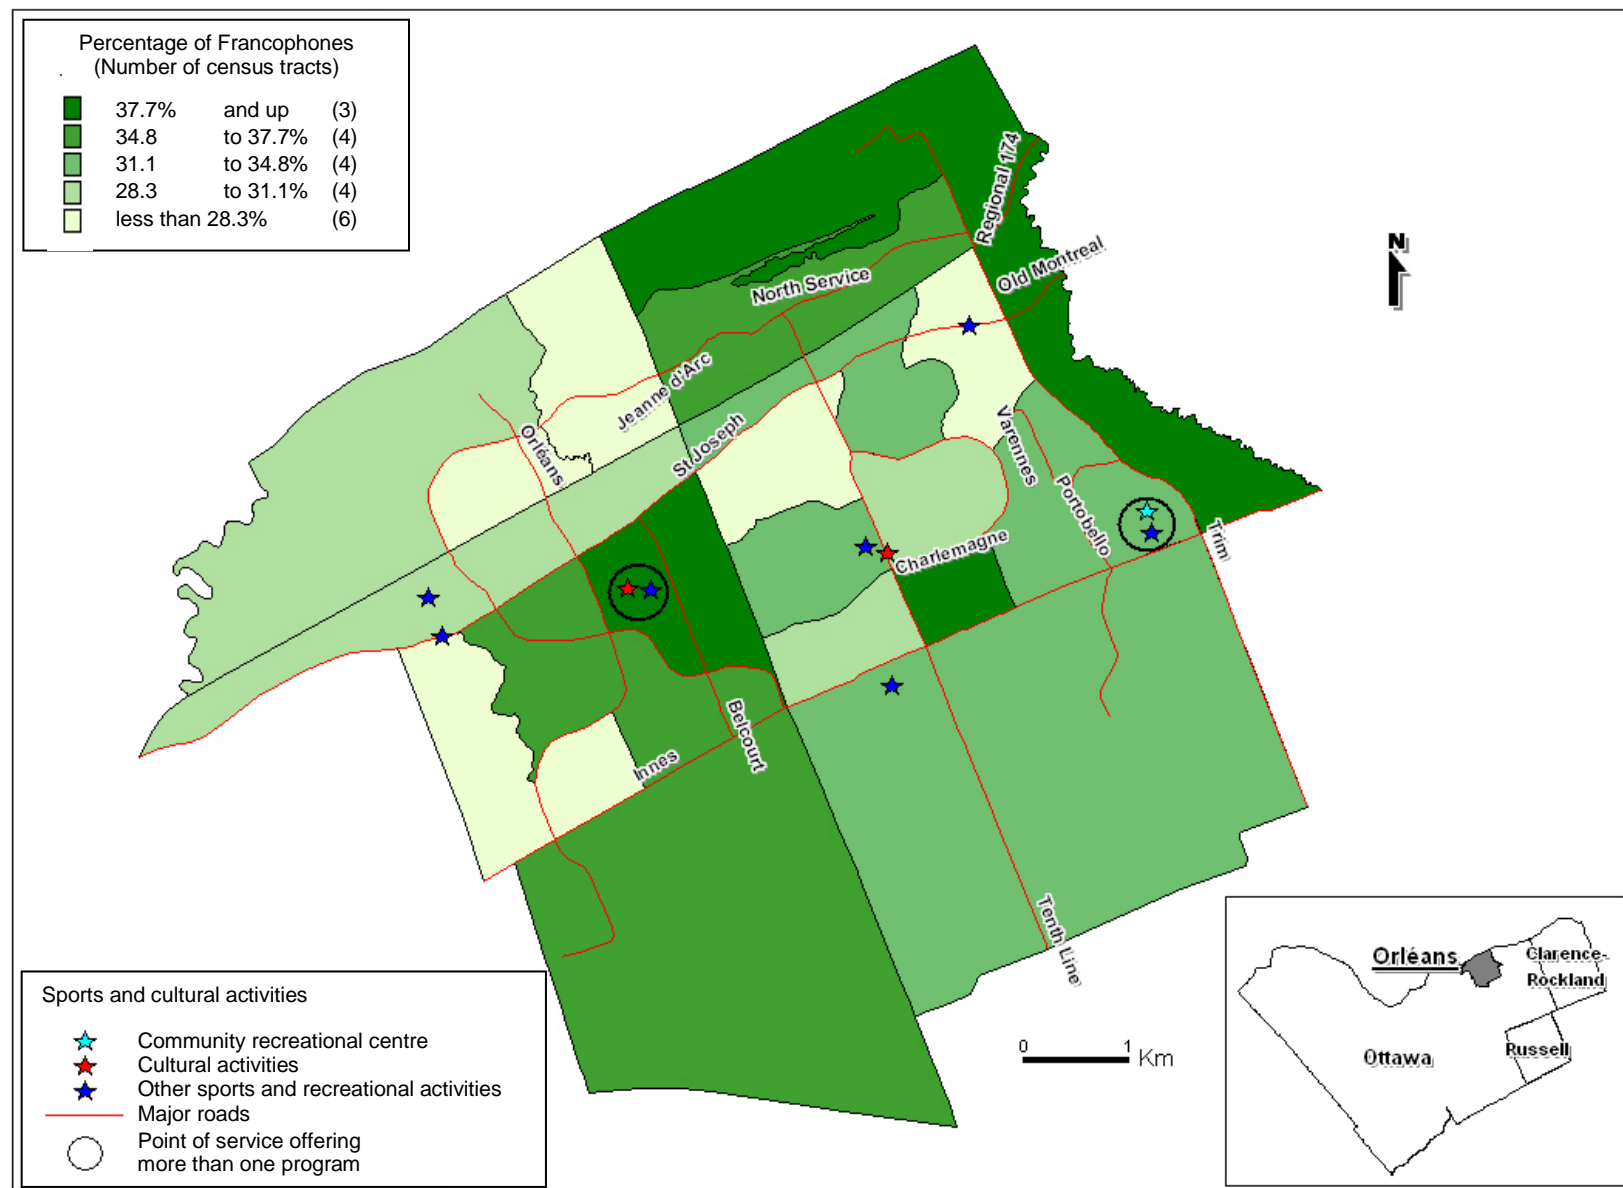 Percentage of Francophones
(Number of census tracts)
37.7% and up (3)
34.8 to 37.7% (4)
31.1 to 34.8% (4)
28.3 to 31.1% (4)
less than 28.3% (6)
Regional 174
N
Old Montreal
North Service
Jeanne d'Arc
St Joseph
Orléans
Varennes
Portobello
Trim
Charlemagne
Belcourt
Innes
Tenth Line
0 1 Km
Sports and cultural activities
Community recreational centre
Cultural activities
Other sports and recreational activities
Major roads
Point of service offering
more than one program
Orléans
Clarence-
Rockland
Ottawa
Russell